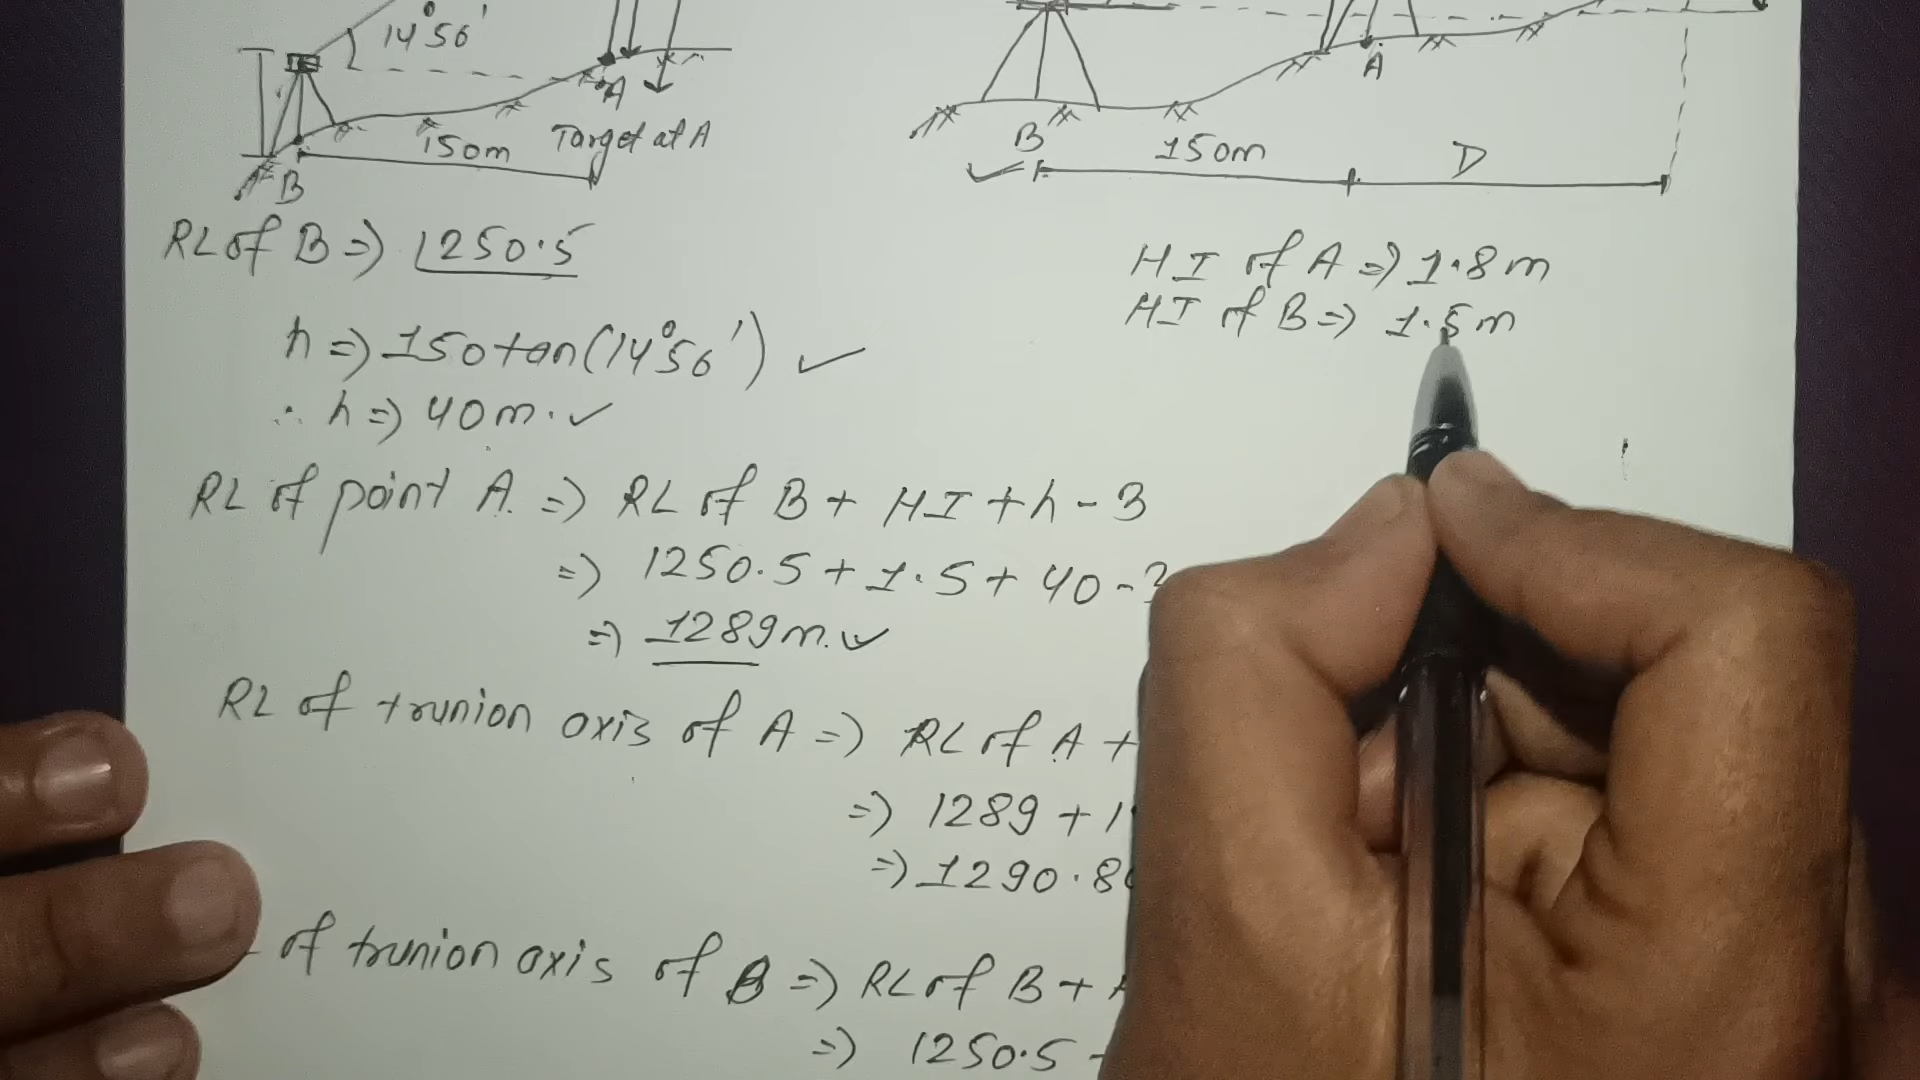 14°56'
A
150m Target at A
B
A
B 150m D
RL of B => 1250.5
HI of A => 1.8m
HI of B => 1.5m
h => 150tan(14°56')
∴ h => 40m.
RL of point A. => RL of B + HI + h - 3
=> 1250.5 + 1.5 + 40 - 3
=> 1289m.
RL of trunion axis of A => RL of A +
=> 1289 + 1
=> 1290.8
of trunion axis of B => RL of B +
=> 1250.5 -